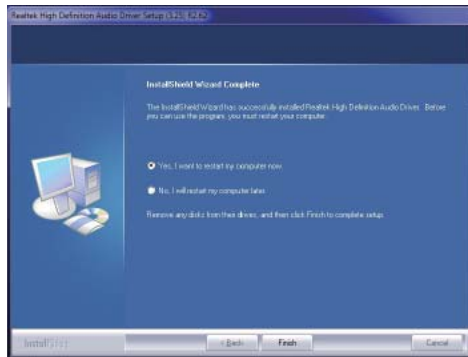 Realtek High Definition Audio Driver Setup (3.23) R2.62
InstallShield Wizard Complete
The InstallShield Wizard has successfully installed Realtek High Definition Audio Driver. Before
you can use the program, you must restart your computer.
Yes, I want to restart my computer now.
No, I will restart my computer later.
Remove any disks from their drives, and then click Finish to complete setup.
InstallShield
< Back
Finish
Cancel